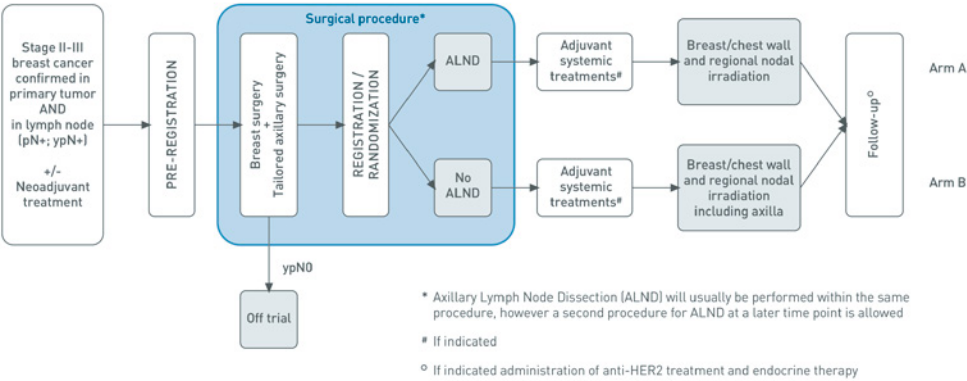 Surgical procedure*
Stage II-III
breast cancer
confirmed in
primary tumor
AND
in lymph node
(pN+; ypN+)
+/-
Neoadjuvant
treatment
PRE-REGISTRATION
Breast surgery
+
Tailored axillary surgery
REGISTRATION /
RANDOMIZATION
ALND
Adjuvant
systemic
treatments#
Breast/chest wall
and regional nodal
irradiation
Arm A
No
ALND
Adjuvant
systemic
treatments#
Breast/chest wall
and regional nodal
irradiation
including axilla
Arm B
Follow-up°
ypN0
Off trial
* Axillary Lymph Node Dissection (ALND) will usually be performed within the same
procedure, however a second procedure for ALND at a later time point is allowed
# If indicated
° If indicated administration of anti-HER2 treatment and endocrine therapy